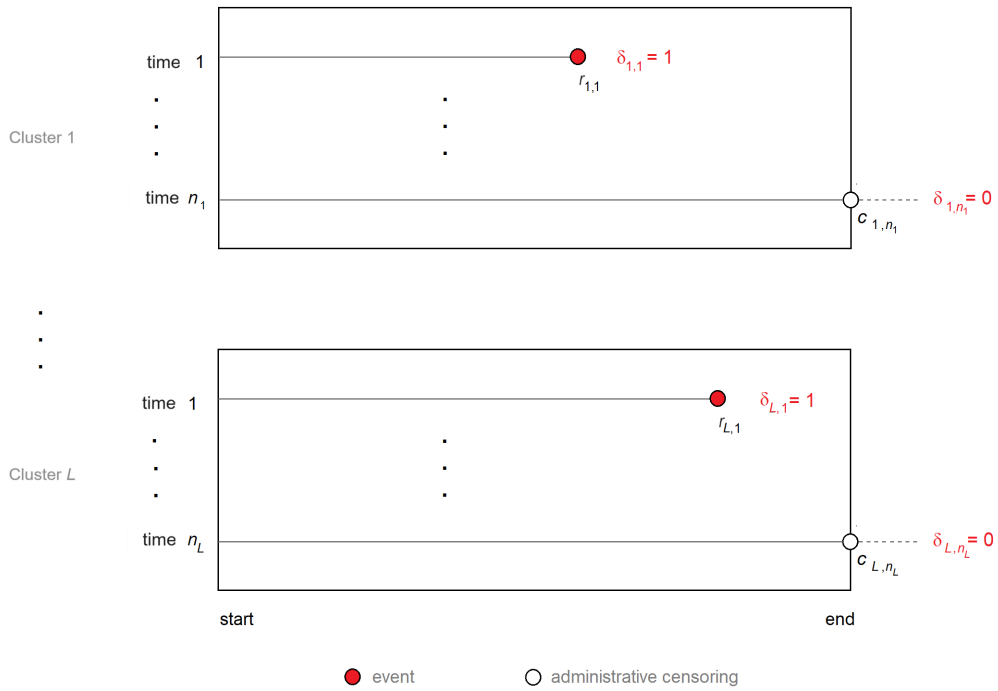 time 1
δ1,1 = 1
r1,1
Cluster 1
time n1
δ1,n1 = 0
c1,n1
time 1
δL,1 = 1
rL,1
Cluster L
time nL
δL,nL = 0
cL,nL
start end
event administrative censoring